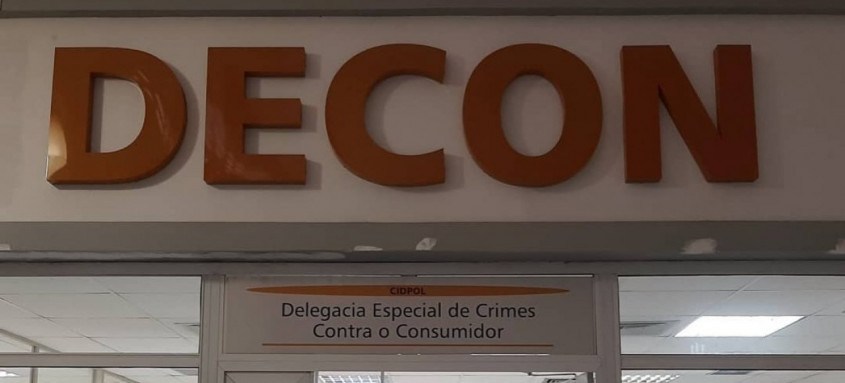 DECON
CIDPOL
Delegacia Especial de Crimes
Contra o Consumidor